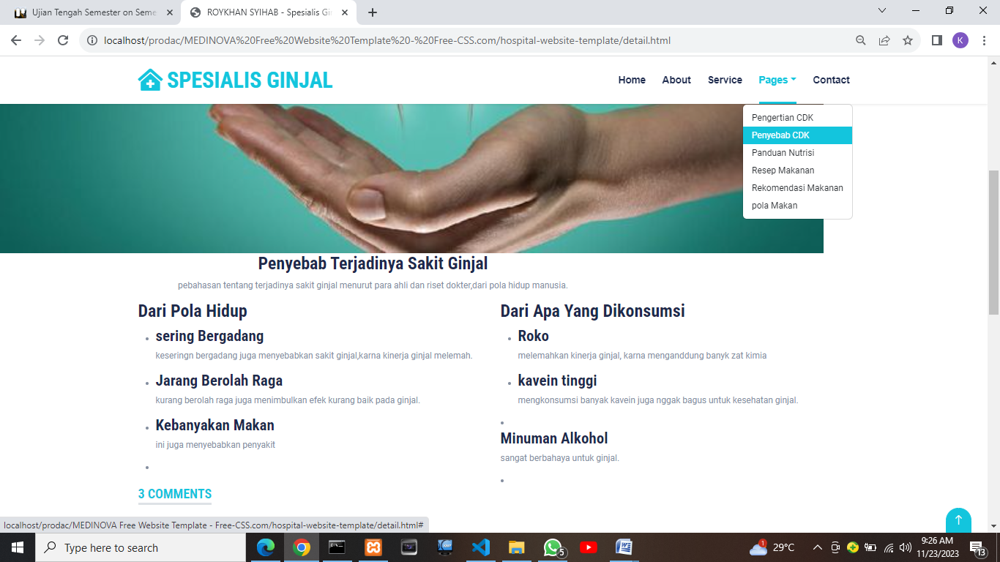 Ujian Tengah Semester on Seme
ROYKHAN SYIHAB - Spesialis Gin
localhost/prodac/MEDINOVA%20Free%20Website%20Template%20-%20Free-CSS.com/hospital-website-template/detail.html
K
SPESIALIS GINJAL
Home About Service Pages Contact
Pengertian CDK
Penyebab CDK
Panduan Nutrisi
Resep Makanan
Rekomendasi Makanan
pola Makan
Penyebab Terjadinya Sakit Ginjal
pebahasan tentang terjadinya sakit ginjal menurut para ahli dan riset dokter,dari pola hidup manusia.
Dari Pola Hidup
sering Bergadang
keseringn bergadang juga menyebabkan sakit ginjal,karna kinerja ginjal melemah.
Jarang Berolah Raga
kurang berolah raga juga menimbulkan efek kurang baik pada ginjal.
Kebanyakan Makan
ini juga menyebabkan penyakit
Dari Apa Yang Dikonsumsi
Roko
melemahkan kinerja ginjal, karna menganddung banyk zat kimia
kavein tinggi
mengkonsumsi banyak kavein juga nggak bagus untuk kesehatan ginjal.
Minuman Alkohol
sangat berbahaya untuk ginjal.
3 COMMENTS
localhost/prodac/MEDINOVA Free Website Template - Free-CSS.com/hospital-website-template/detail.html#
Type here to search
5
1
29°C
9:26 AM
11/23/2023
13